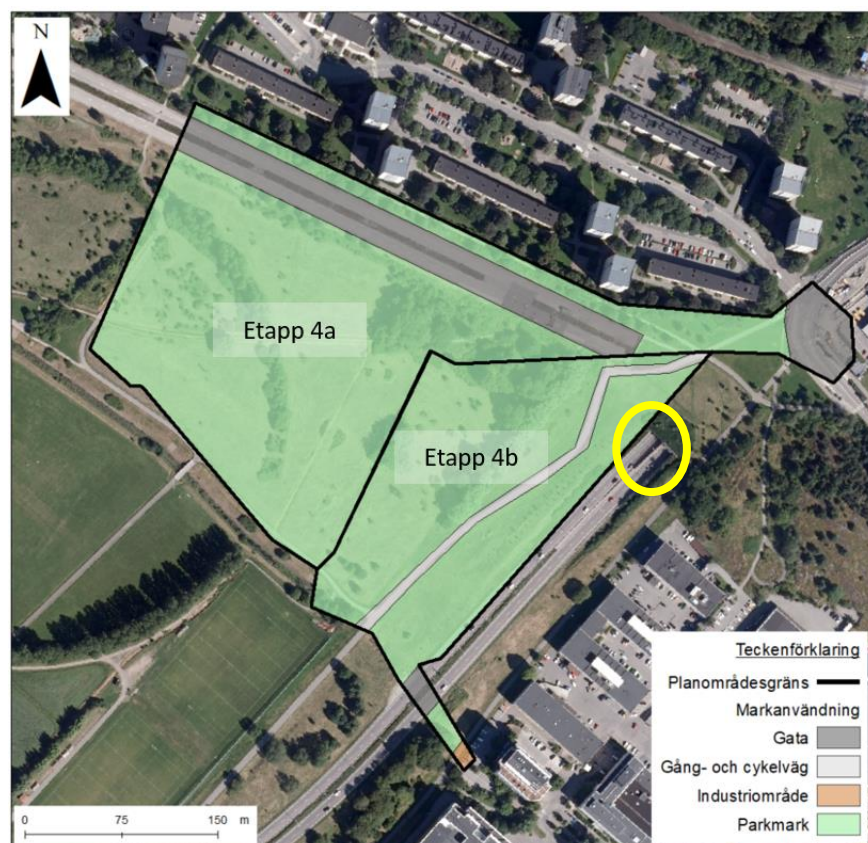 N
Etapp 4a
Etapp 4b
Teckenförklaring
Planområdesgräns
Markanvändning
Gata
Gång- och cykelväg
Industriområde
Parkmark
0 75 150 m